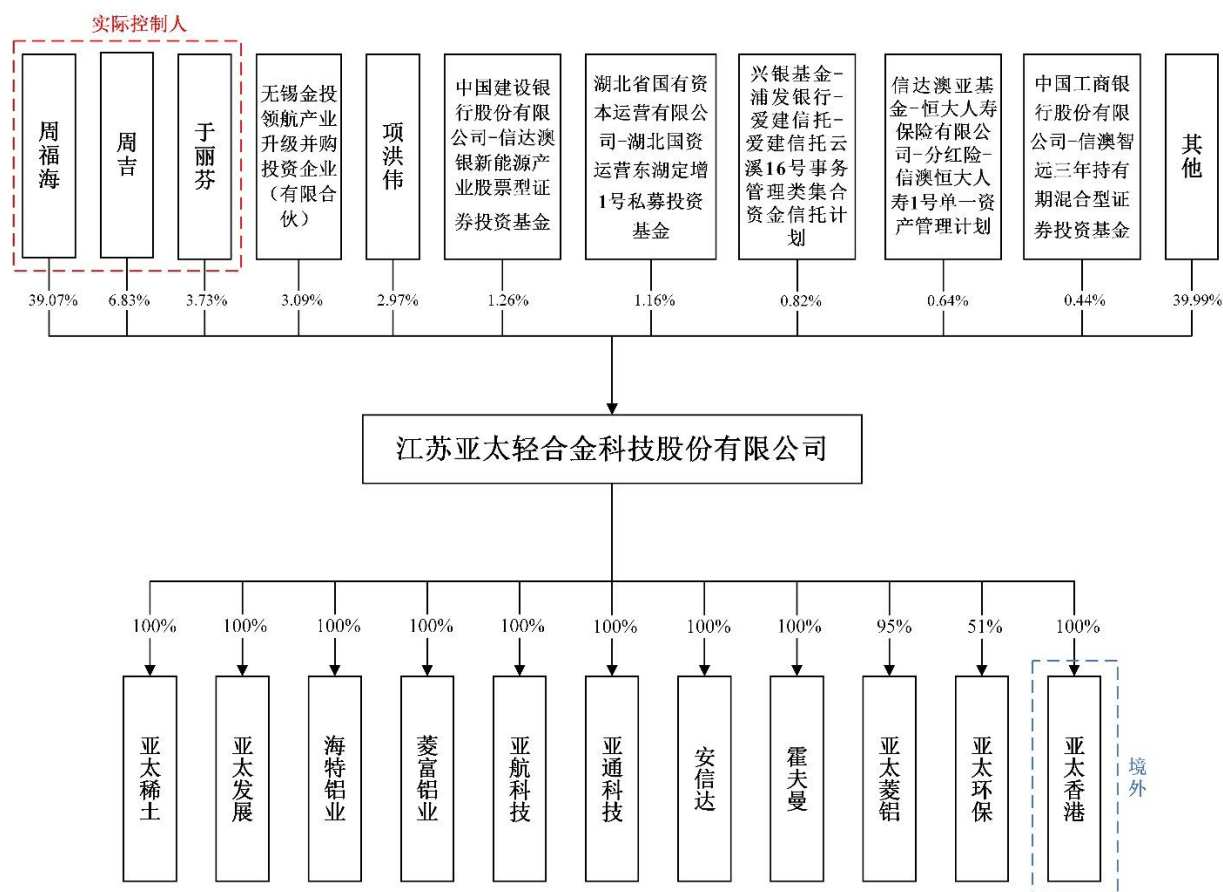 实际控制人
周福海
周吉
于丽芬
无锡金投
领航产业
升级并购
投资企业
（有限合
伙）
项洪伟
中国建设银
行股份有限
公司-信达澳
银新能源产
业股票型证
券投资基金
湖北省国有资
本运营有限公
司-湖北国资
运营东湖定增
1号私募投资
基金
兴银基金-
浦发银行-
爱建信托-
爱建信托云
溪16号事务
管理类集合
资金信托计
划
信达澳亚基
金-恒大人寿
保险有限公
司-分红险-
信澳恒大人
寿1号单一资
产管理计划
中国工商银
行股份有限
公司-信澳智
远三年持有
期混合型证
券投资基金
其他
39.07%
6.83%
3.73%
3.09%
2.97%
1.26%
1.16%
0.82%
0.64%
0.44%
39.99%
江苏亚太轻合金科技股份有限公司
100%
100%
100%
100%
100%
100%
100%
100%
95%
51%
100%
亚太稀土
亚太发展
海特铝业
菱富铝业
亚航科技
亚通科技
安信达
霍夫曼
亚太菱铝
亚太环保
亚太香港
境外